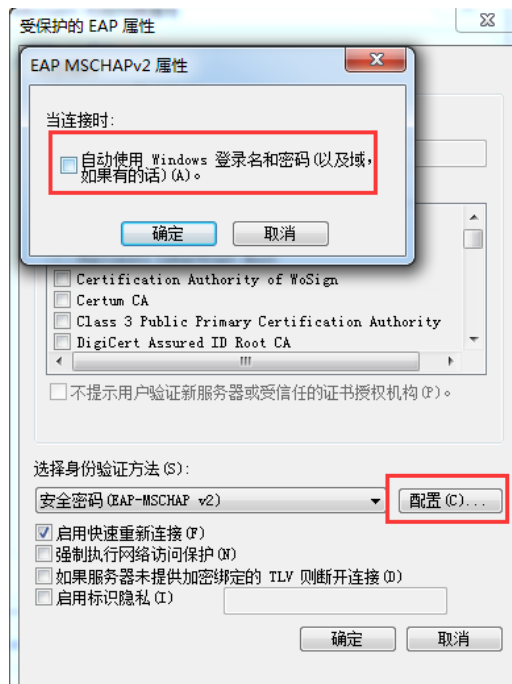 受保护的 EAP 属性
EAP MSCHAPv2 属性
当连接时:
自动使用 Windows 登录名和密码(以及域,
如果有的话)(A)。
确定
取消
Certification Authority of WoSign
Certum CA
Class 3 Public Primary Certification Authority
DigiCert Assured ID Root CA
不提示用户验证新服务器或受信任的证书授权机构(P)。
选择身份验证方法(S):
安全密码(EAP-MSCHAP v2)
配置(C)...
启用快速重新连接(F)
强制执行网络访问保护(N)
如果服务器未提供加密绑定的 TLV 则断开连接(D)
启用标识隐私(I)
确定
取消